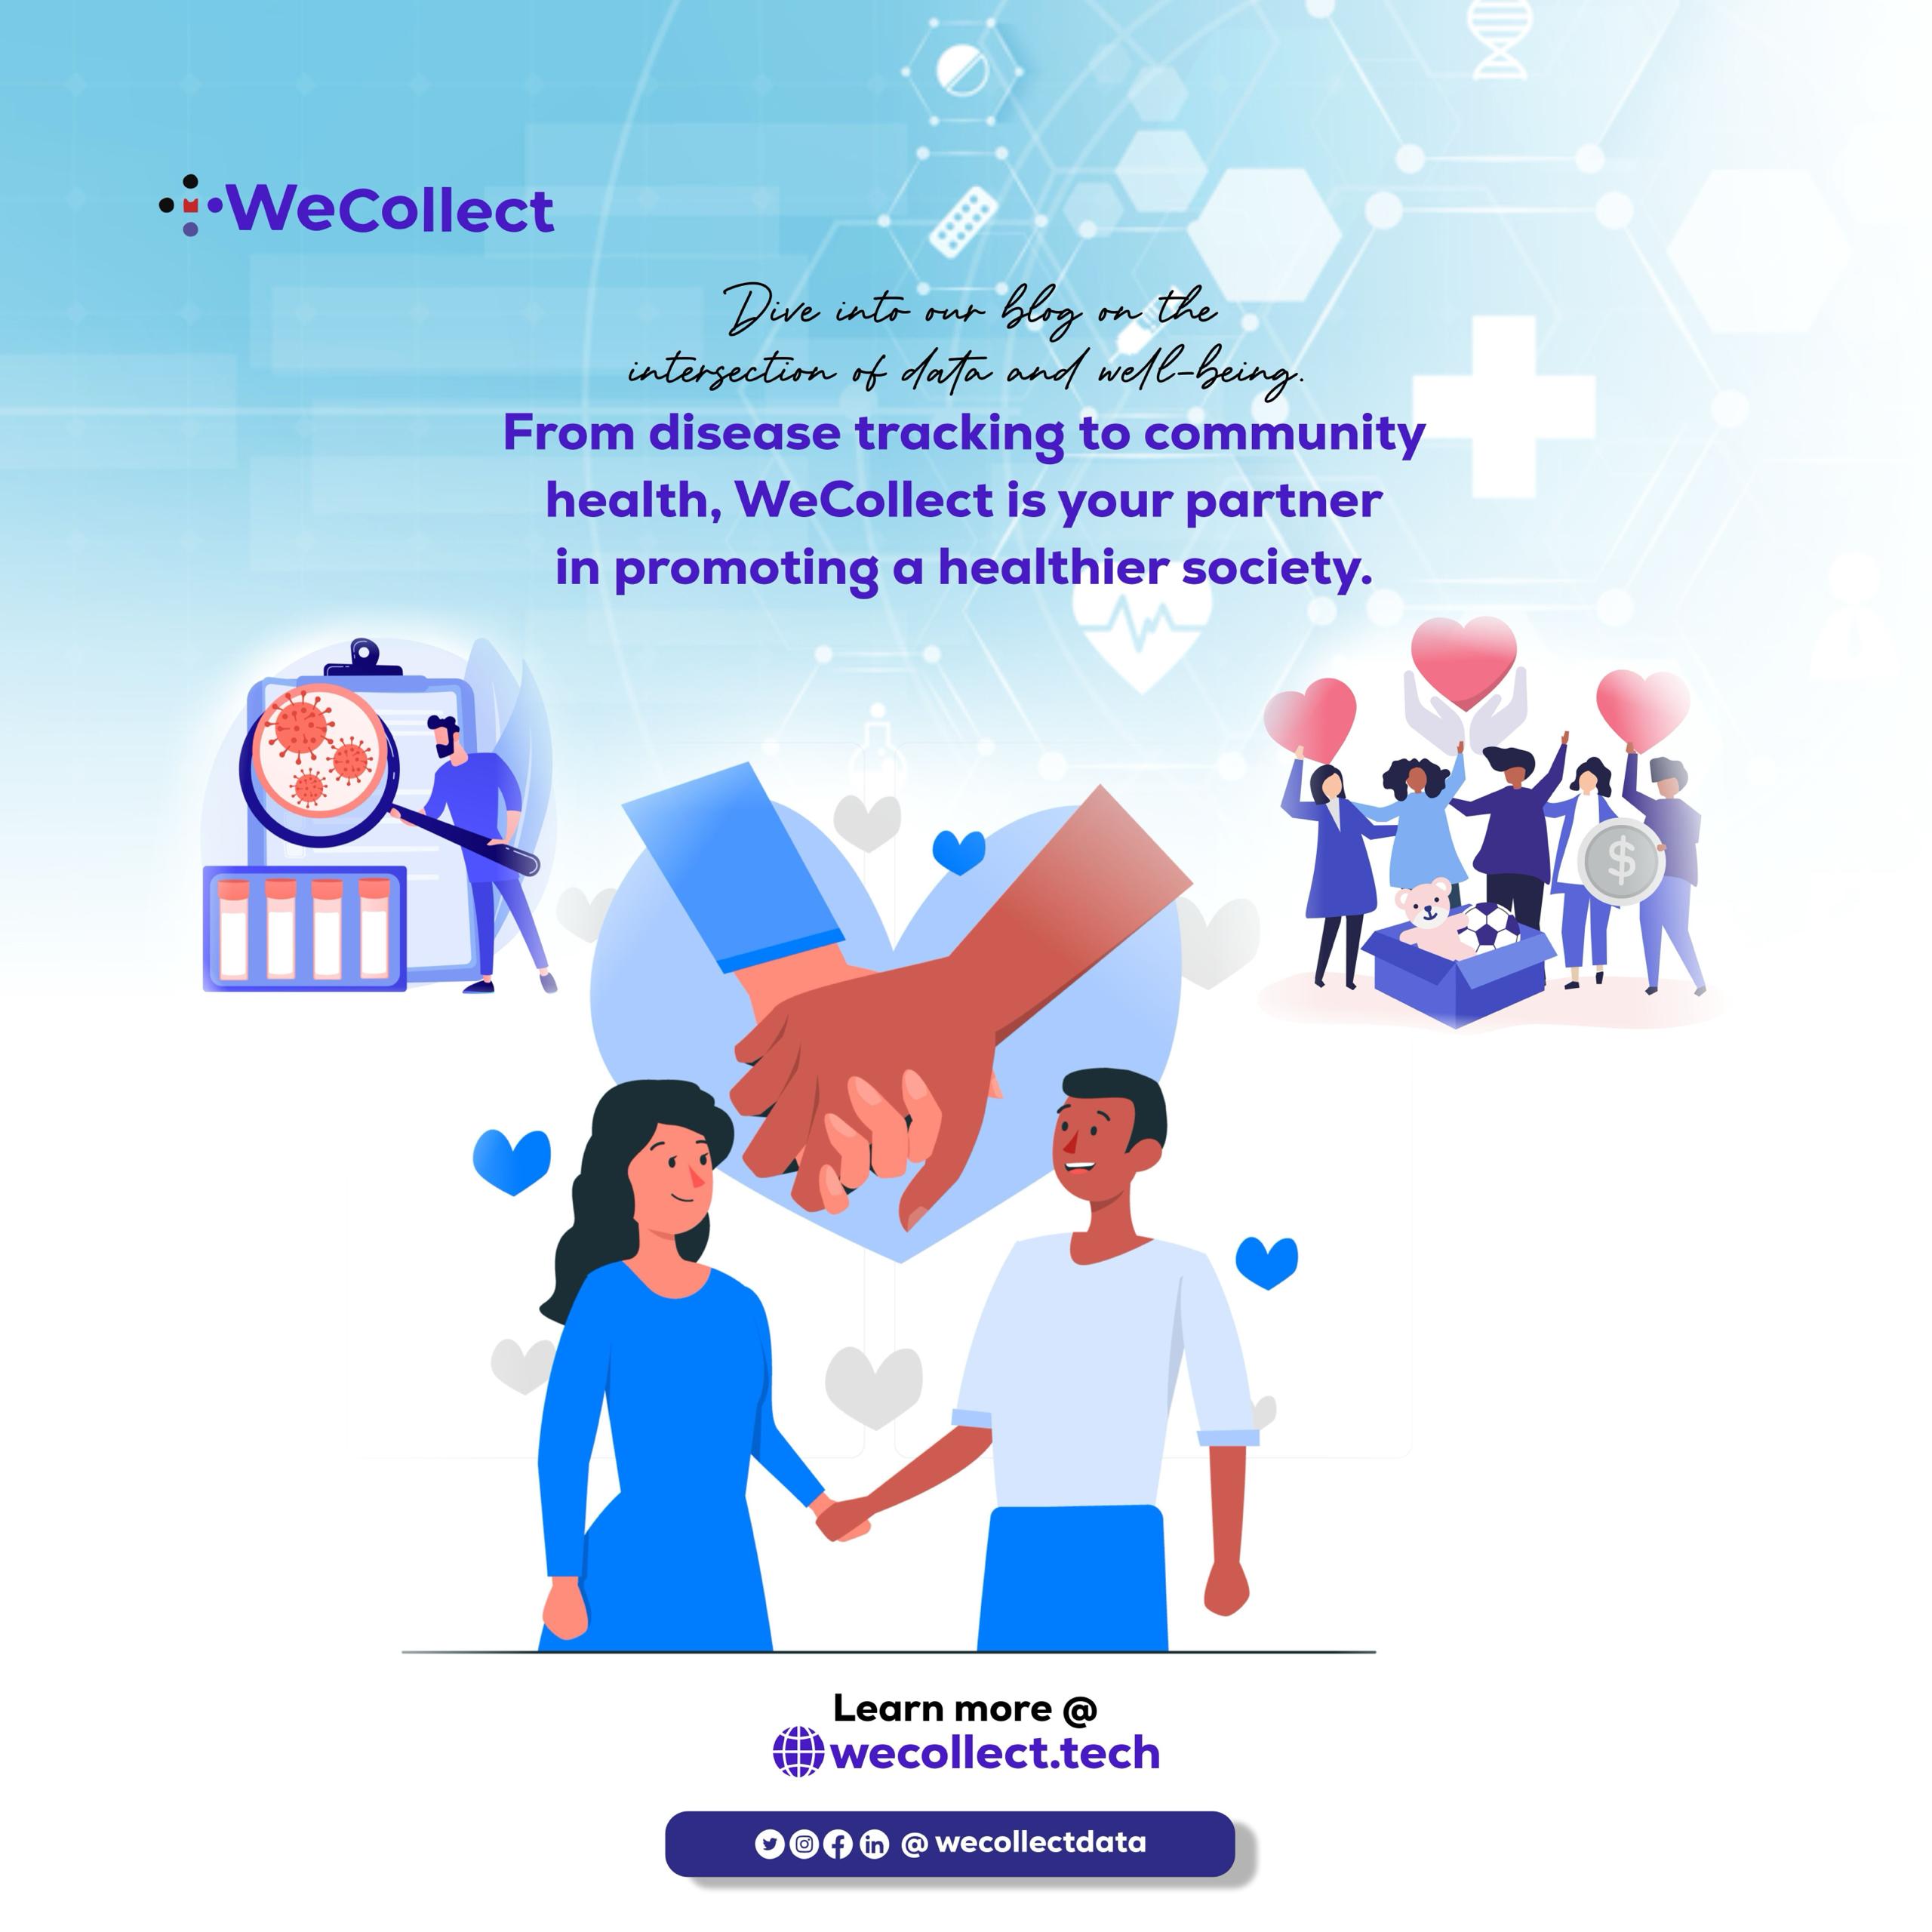 WeCollect
Dive into our blog on the
intersection of data and well-being.
From disease tracking to community
health, WeCollect is your partner
in promoting a healthier society.
$
Learn more @
wecollect.tech
@wecollectdata